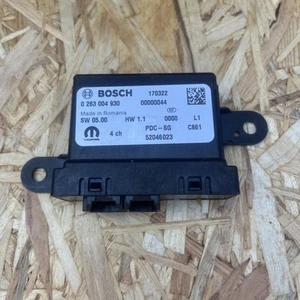 BOSCH 170322
0 263 004 930 00000044
Made in Romania
SW 05.00 HW 1.1 0000 L1
mopar 4 ch PDC-SG C861
52046023